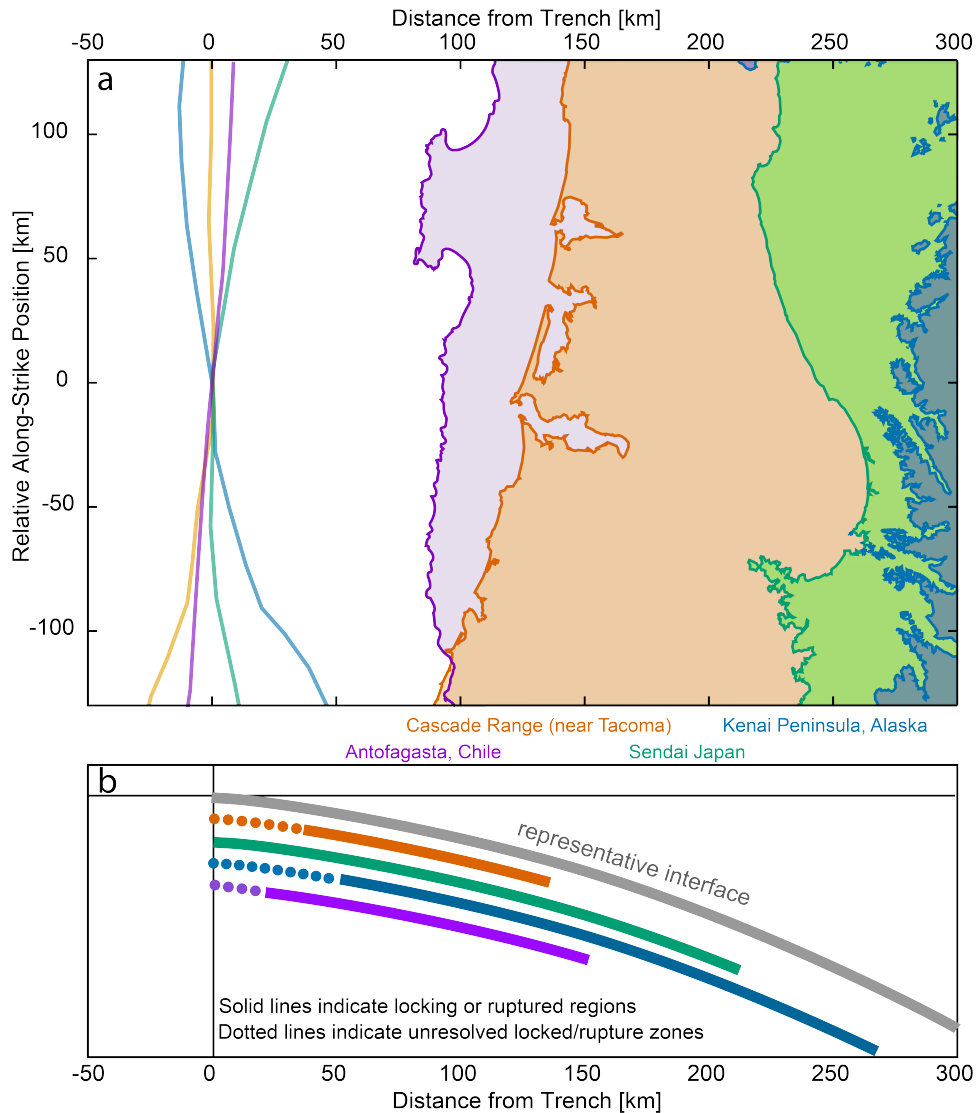 Distance from Trench [km]
-50 0 50 100 150 200 250 300
a
100
50
0
-50
-100
Relative Along-Strike Position [km]
Cascade Range (near Tacoma) Kenai Peninsula, Alaska
Antofagasta, Chile Sendai Japan
b
representative interface
Solid lines indicate locking or ruptured regions
Dotted lines indicate unresolved locked/rupture zones
-50 0 50 100 150 200 250 300
Distance from Trench [km]